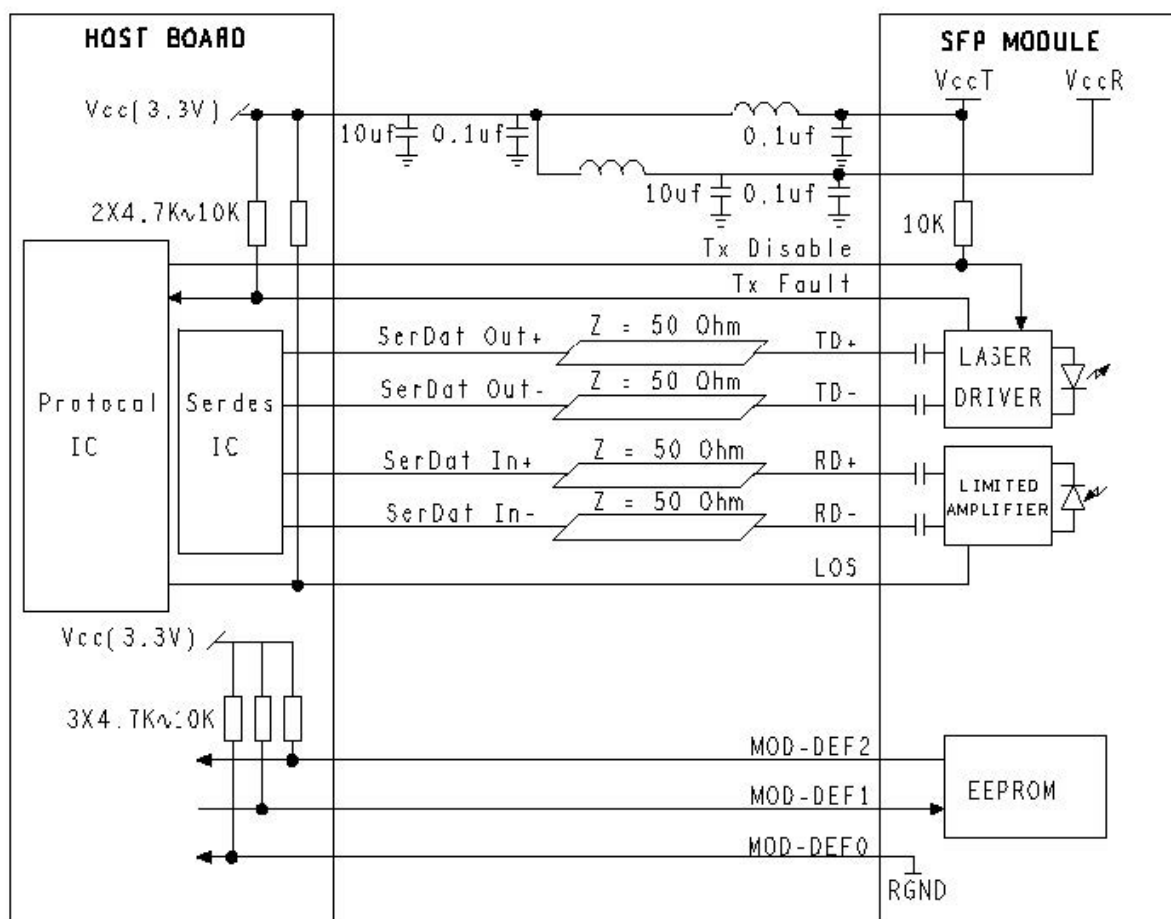 HOST BOARD
SFP MODULE
VccT
VccR
Vcc(3.3V)
10uf
0.1uf
0.1uf
10uf
0.1uf
2X4.7K∿10K
10K
Tx Disable
Tx Fault
Protocal
IC
Serdes
IC
SerDat Out+
Z = 50 Ohm
TD+
SerDat Out-
Z = 50 Ohm
TD-
LASER
DRIVER
SerDat In+
Z = 50 Ohm
RD+
SerDat In-
Z = 50 Ohm
RD-
LIMITED
AMPLIFIER
LOS
Vcc(3.3V)
3X4.7K∿10K
MOD-DEF2
MOD-DEF1
MOD-DEF0
EEPROM
RGND